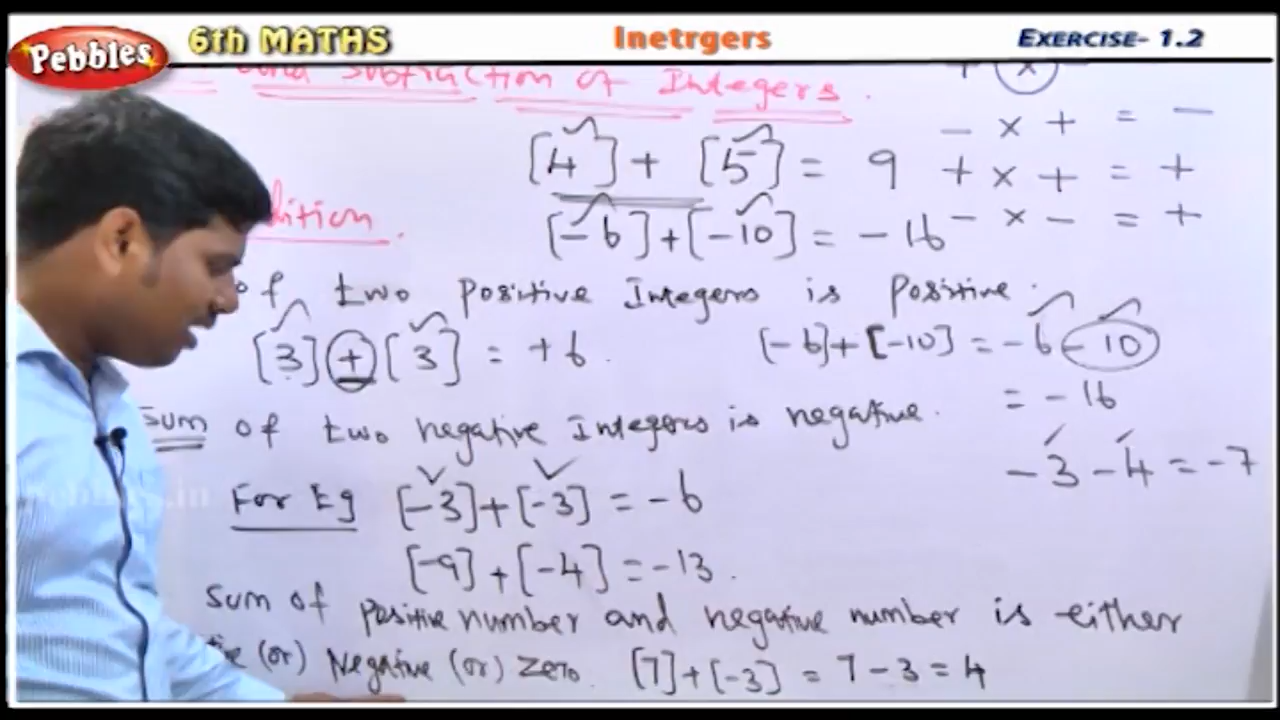 Pebbles 6th MATHS Inetrgers EXERCISE- 1.2
Subtraction of Integers.
+ × -
- × + = -
[4] + [5] = 9 + × + = +
[-6]+[-10] = -16 - × - = +
of two positive Integers is positive.
[3] + [3] = +6. [-6]+[-10] = -6 - 10
= -16
Sum of two negative Integers is negative.
-3 -4 = -7
For Eg [-3]+[-3] = -6
[-9]+[-4] = -13.
Sum of positive number and negative number is either
(or) Negative (or) Zero. [7]+[-3] = 7-3 = 4